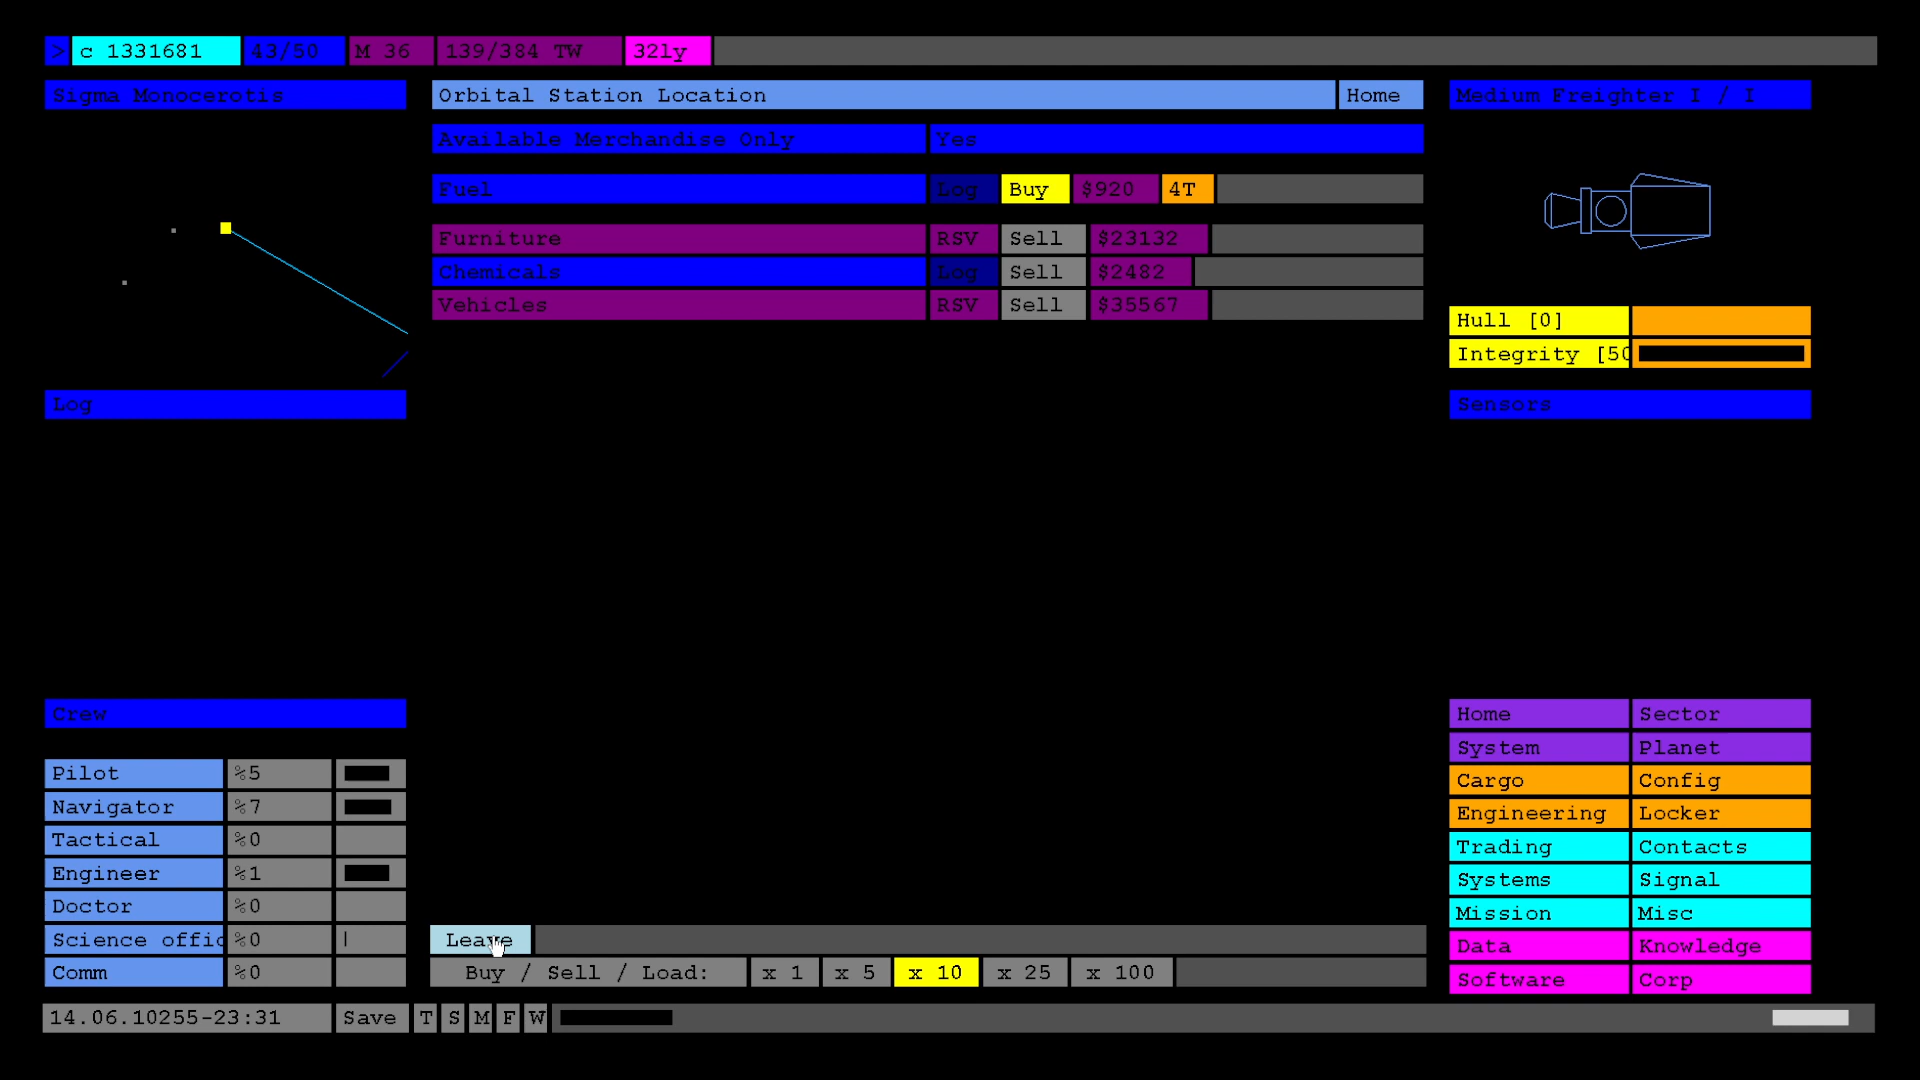 > c 1331681 43/50 M 36 139/384 TW 32ly
Sigma Monocerotis
Orbital Station Location Home
Medium Freighter I / I
Available Merchandise Only Yes
Fuel Log Buy $920 4T
Furniture RSV Sell $23132
Chemicals Log Sell $2482
Vehicles RSV Sell $35567
Hull [0]
Integrity [50
Log
Sensors
Crew
Pilot %5
Navigator %7
Tactical %0
Engineer %1
Doctor %0
Science offic %0
Comm %0
Leave
Buy / Sell / Load: x 1 x 5 x 10 x 25 x 100
Home Sector
System Planet
Cargo Config
Engineering Locker
Trading Contacts
Systems Signal
Mission Misc
Data Knowledge
Software Corp
14.06.10255-23:31 Save T S M F W